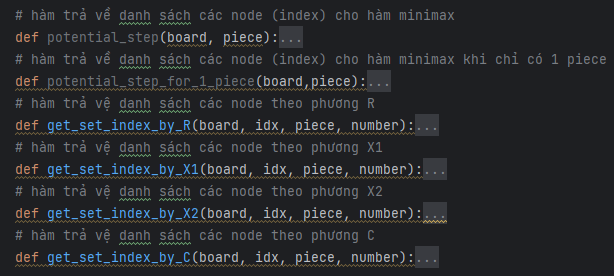 # hàm trả về danh sách các node (index) cho hàm minimax
def potential_step(board, piece):...
# hàm trả về danh sách các node (index) cho hàm minimax khi chỉ có 1 piece
def potential_step_for_1_piece(board,piece):...
# hàm trả vệ danh sách các node theo phương R
def get_set_index_by_R(board, idx, piece, number):...
# hàm trả vệ danh sách các node theo phương X1
def get_set_index_by_X1(board, idx, piece, number):...
# hàm trả vệ danh sách các node theo phương X2
def get_set_index_by_X2(board, idx, piece, number):...
# hàm trả vệ danh sách các node theo phương C
def get_set_index_by_C(board, idx, piece, number):...